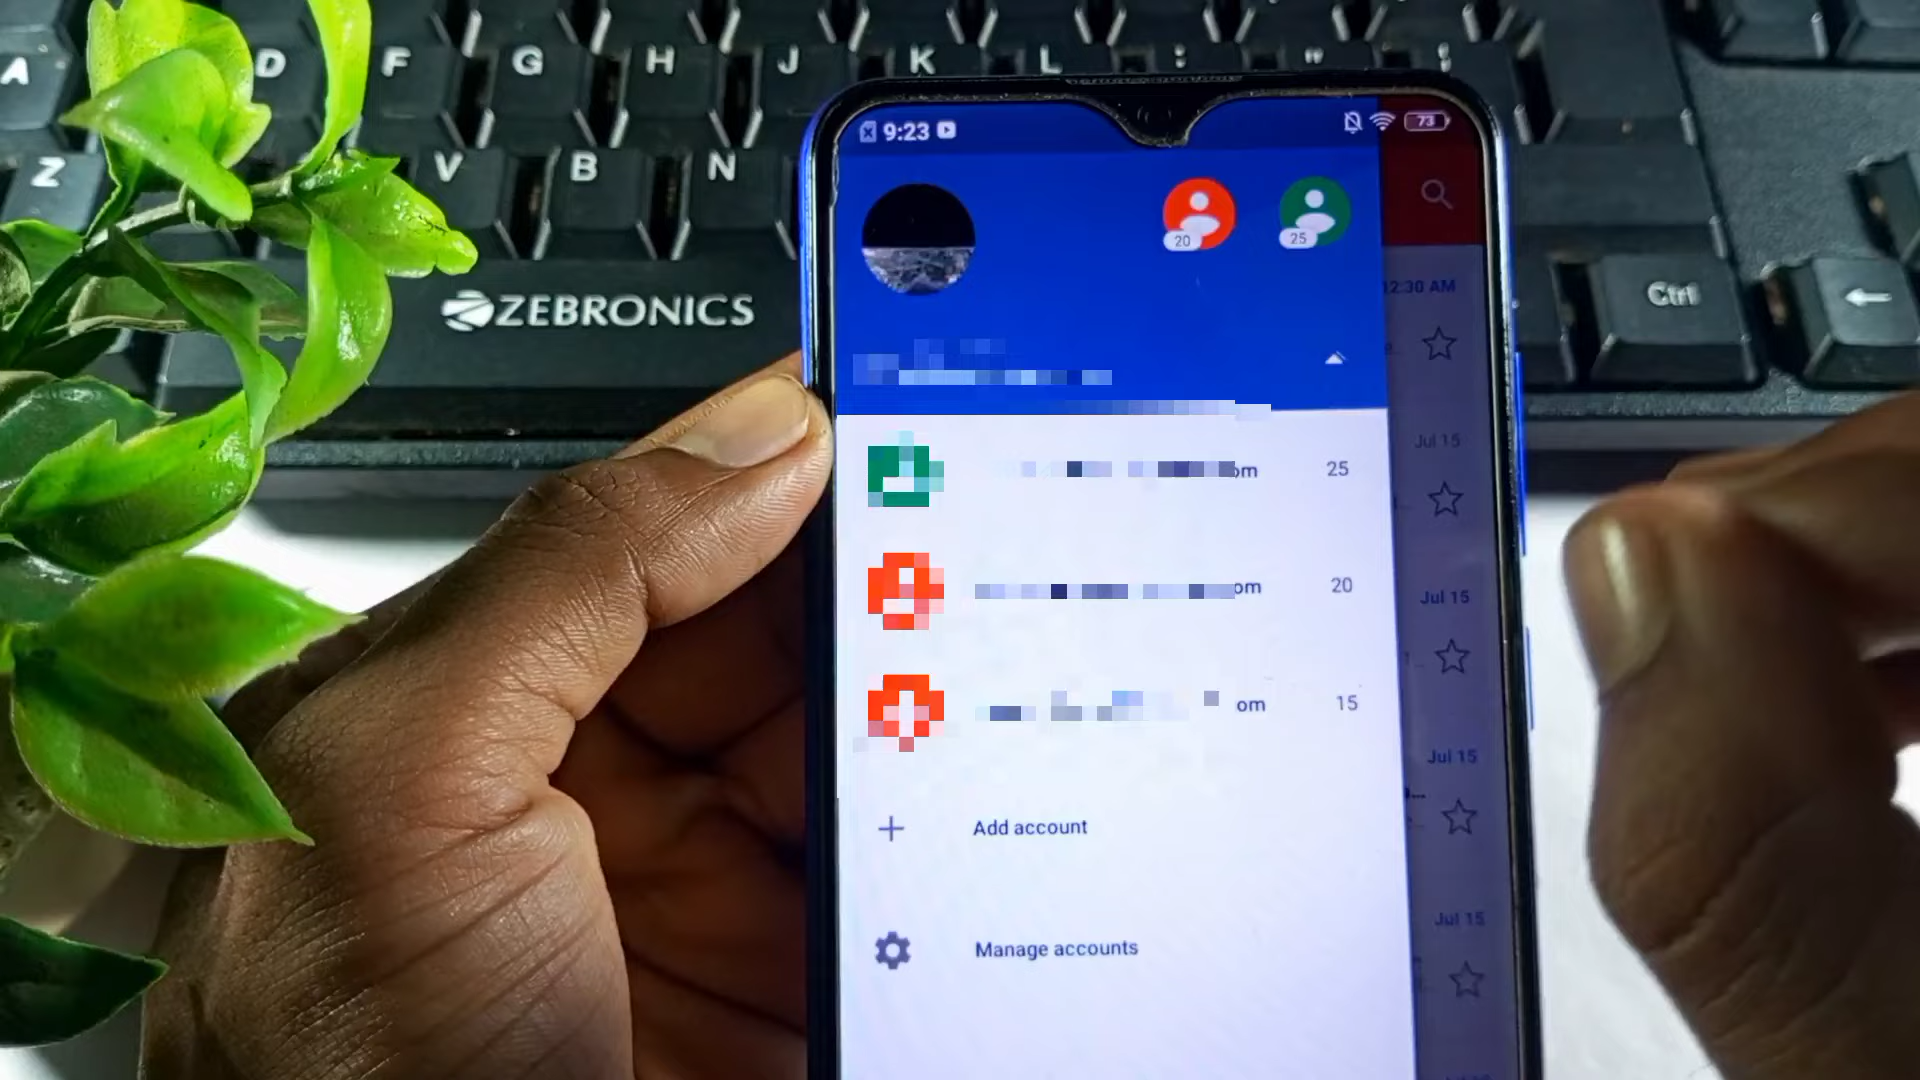 A D F G H J K L : " ;
Z V B N
ZEBRONICS
Ctrl
9:23
73
20
25
12:30 AM
Jul 15
om 25
om 20
Jul 15
om 15
Jul 15
Add account
Jul 15
Manage accounts